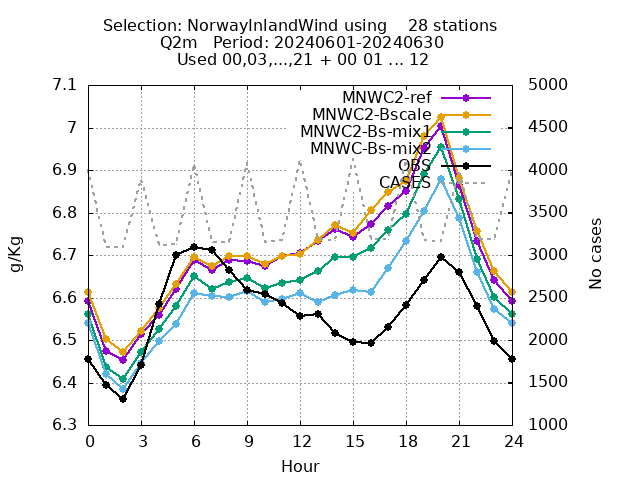 Selection: NorwayInlandWind using    28 stations
Q2m   Period: 20240601-20240630
Used 00,03,...,21 + 00 01 ... 12
MNWC2-ref
MNWC2-Bscale
MNWC2-Bs-mix1
MNWC-Bs-mix2
OBS
CASES
7.1
7
6.9
6.8
6.7
6.6
6.5
6.4
6.3
g/Kg
5000
4500
4000
3500
3000
2500
2000
1500
1000
No cases
0 3 6 9 12 15 18 21 24
Hour